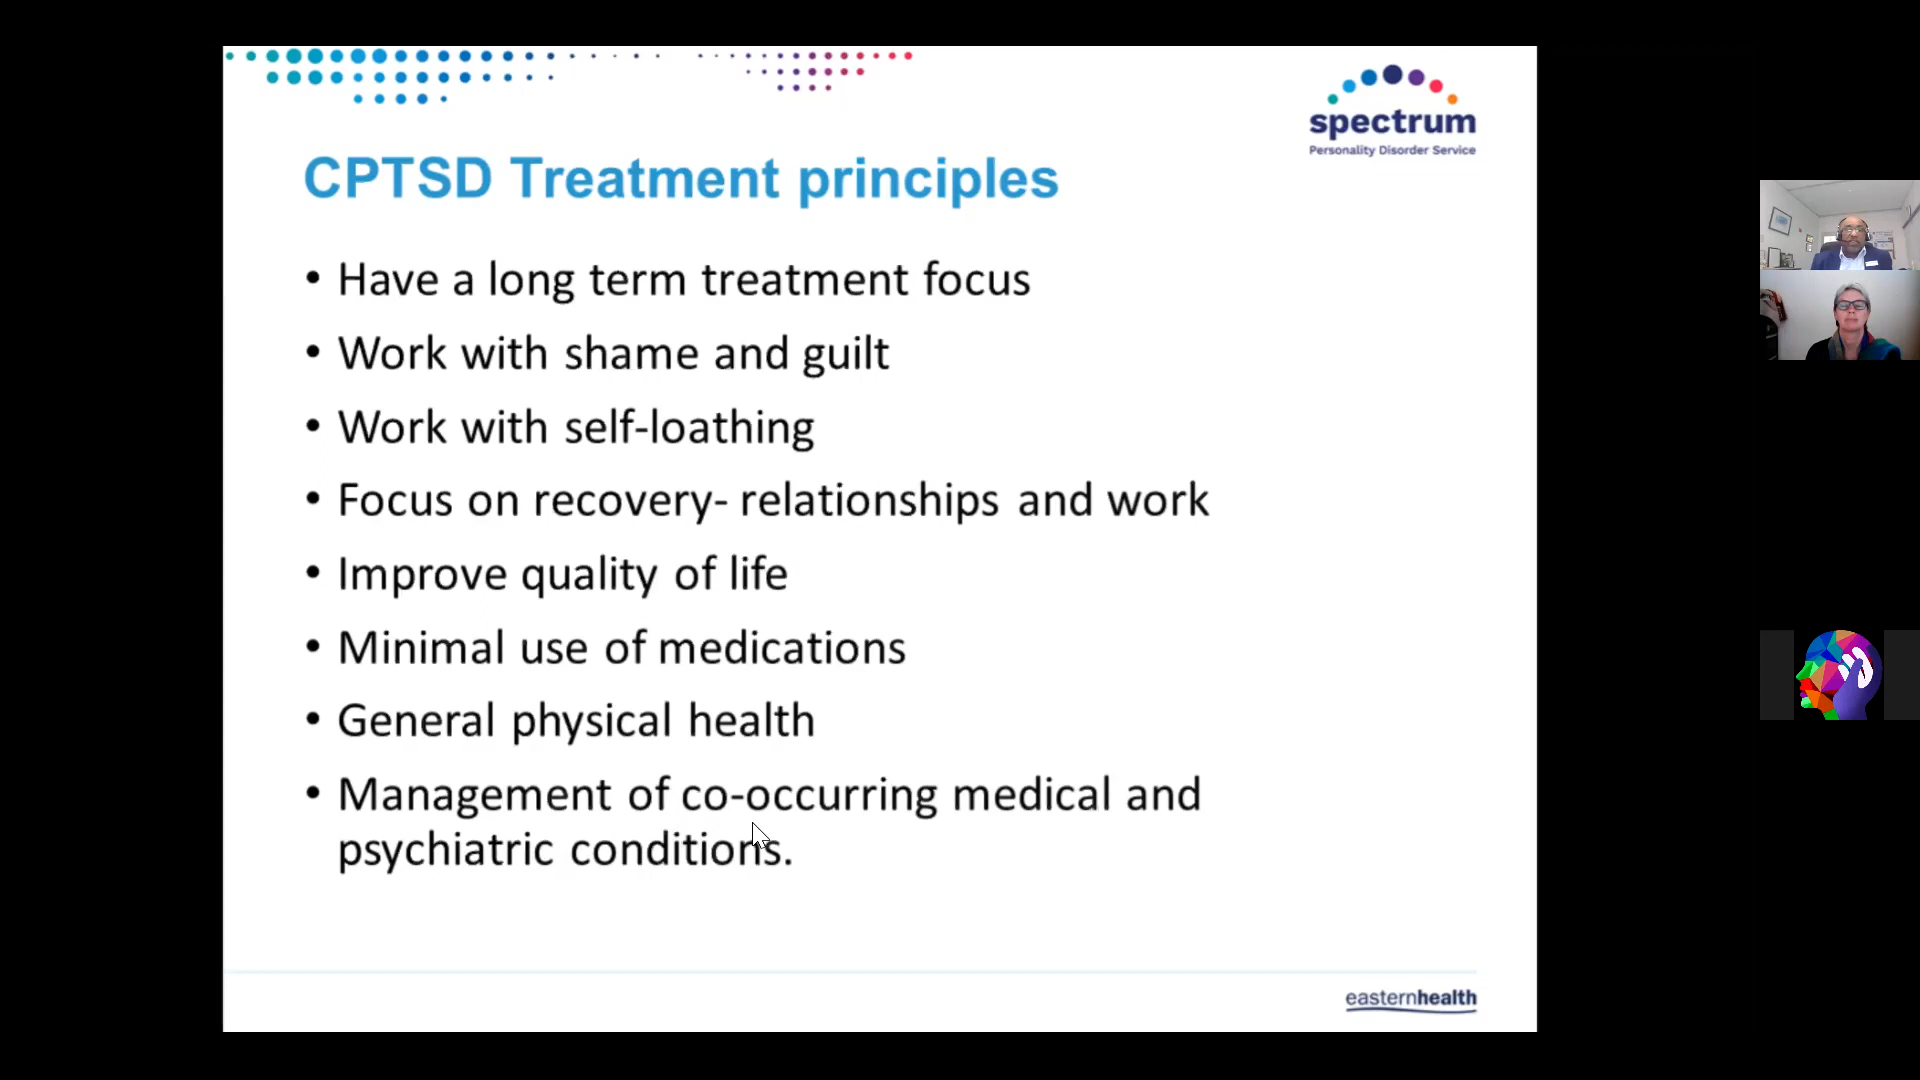 spectrum
Personality Disorder Service
CPTSD Treatment principles
• Have a long term treatment focus
• Work with shame and guilt
• Work with self-loathing
• Focus on recovery- relationships and work
• Improve quality of life
• Minimal use of medications
• General physical health
• Management of co-occurring medical and
psychiatric conditions.
easternhealth